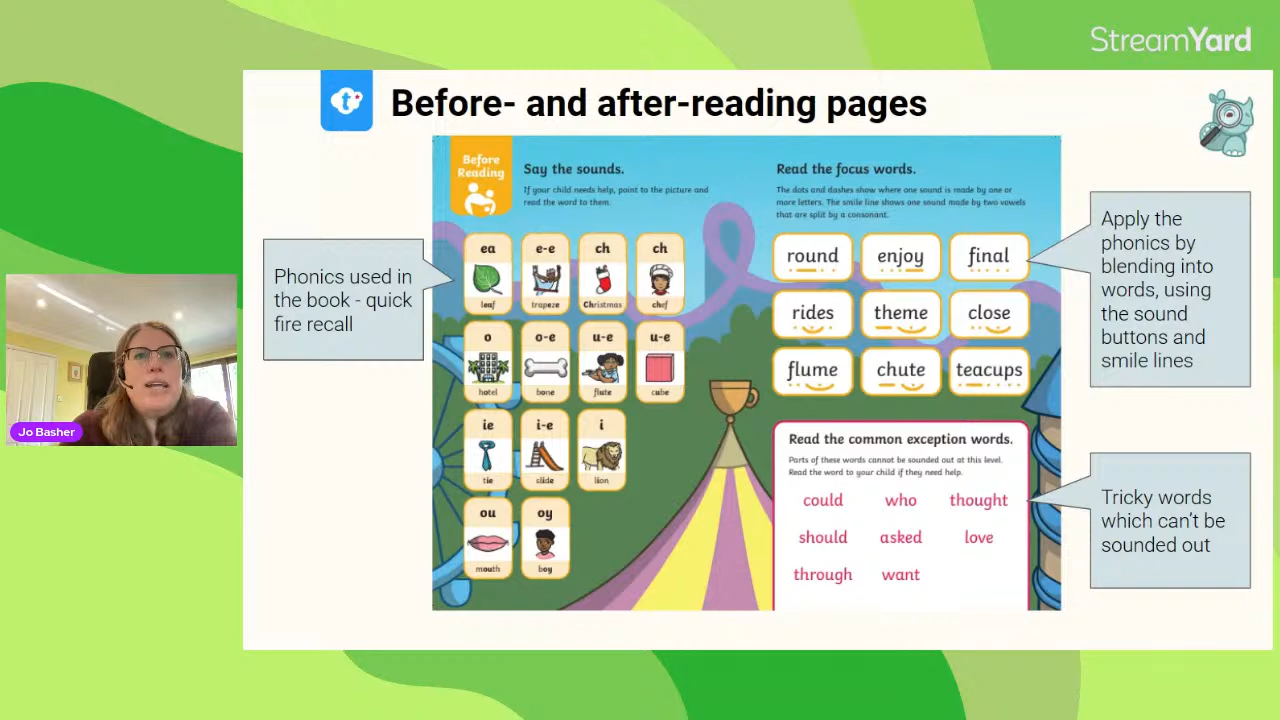 StreamYard
Before- and after-reading pages
Phonics used in
the book - quick
fire recall
Before
Reading
Say the sounds.
If your child needs help, point to the picture and
read the word to them.
ea
e-e
ch
ch
leaf
trapeze
Christmas
chef
o
o-e
u-e
u-e
hotel
bone
flute
cube
ie
i-e
i
tie
slide
lion
ou
oy
mouth
boy
Read the focus words.
The dots and dashes show where one sound is made by one or
more letters. The smile line shows one sound made by two vowels
that are split by a consonant.
round
enjoy
final
rides
theme
close
flume
chute
teacups
Read the common exception words.
Parts of these words cannot be sounded out at this level.
Read the word to your child if they need help.
could who thought
should asked love
through want
Apply the
phonics by
blending into
words, using
the sound
buttons and
smile lines
Tricky words
which can't be
sounded out
Jo Basher